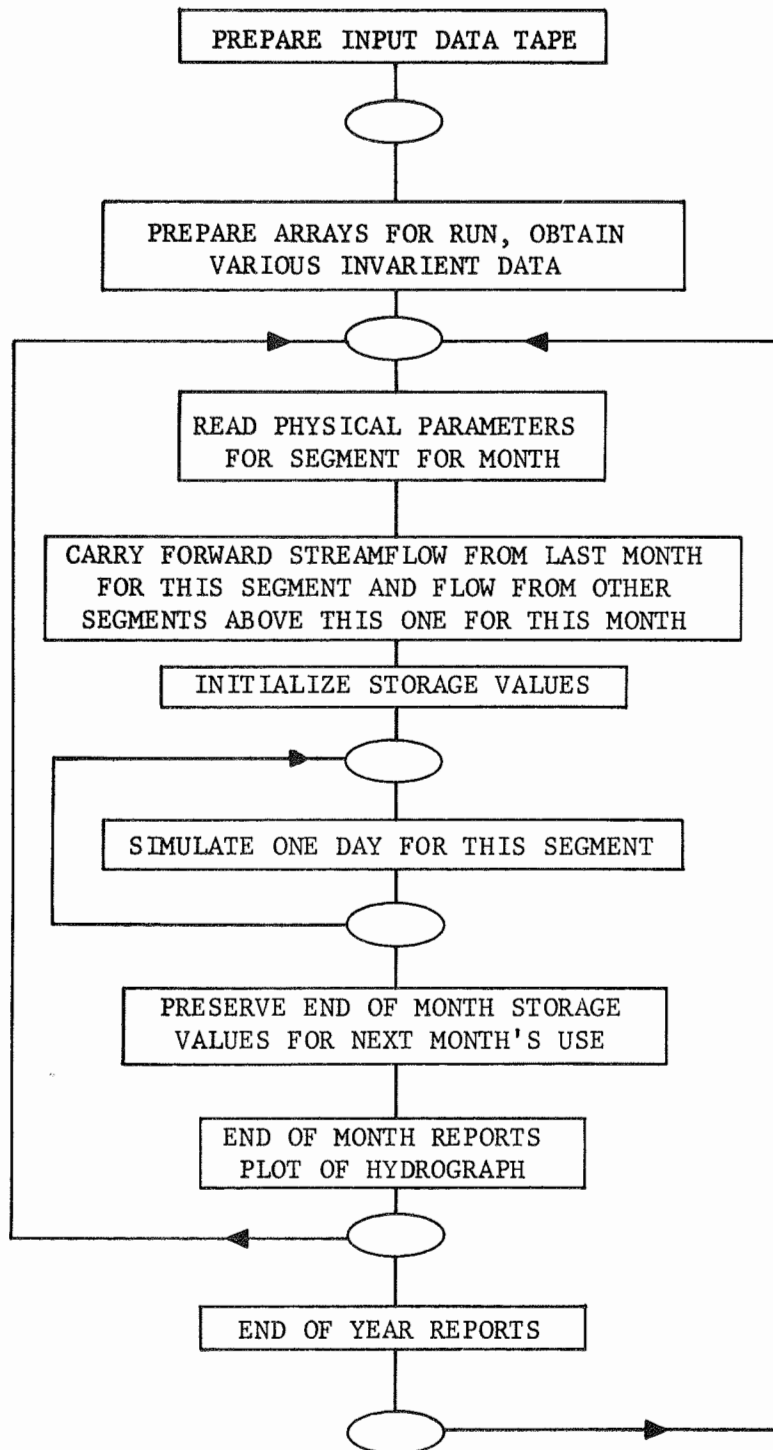 PREPARE INPUT DATA TAPE
PREPARE ARRAYS FOR RUN, OBTAIN
VARIOUS INVARIENT DATA
READ PHYSICAL PARAMETERS
FOR SEGMENT FOR MONTH
CARRY FORWARD STREAMFLOW FROM LAST MONTH
FOR THIS SEGMENT AND FLOW FROM OTHER
SEGMENTS ABOVE THIS ONE FOR THIS MONTH
INITIALIZE STORAGE VALUES
SIMULATE ONE DAY FOR THIS SEGMENT
PRESERVE END OF MONTH STORAGE
VALUES FOR NEXT MONTH'S USE
END OF MONTH REPORTS
PLOT OF HYDROGRAPH
END OF YEAR REPORTS